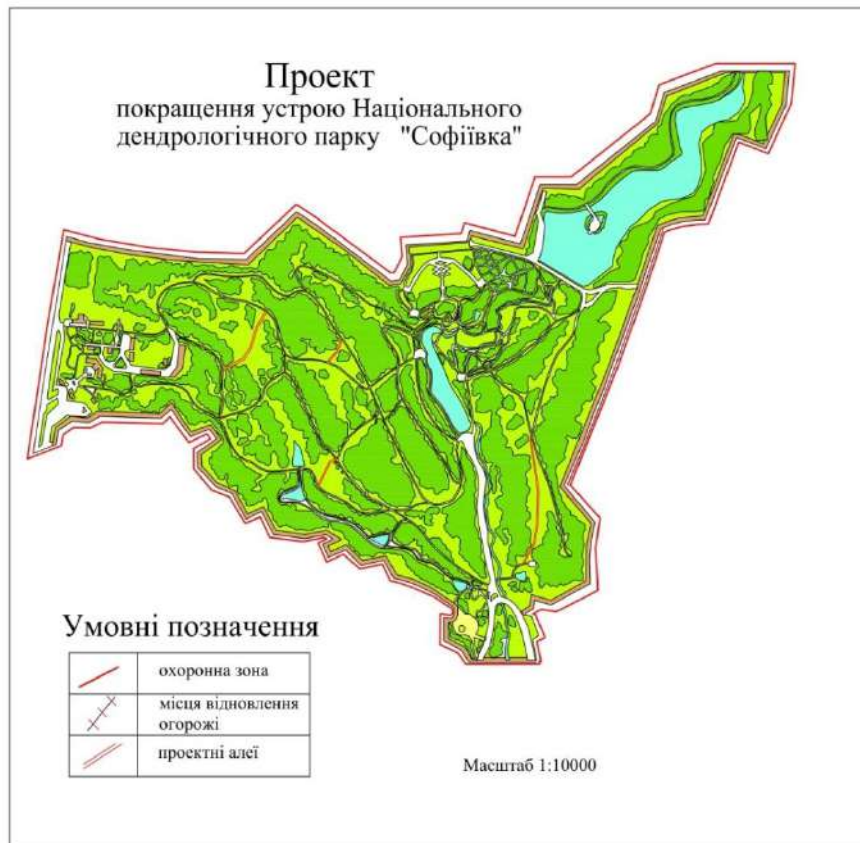 Проект
покращення устрою Національного
дендрологічного парку "Софіївка"
Умовні позначення
охоронна зона
місця відновлення
огорожі
проектні алеї
Масштаб 1:10000